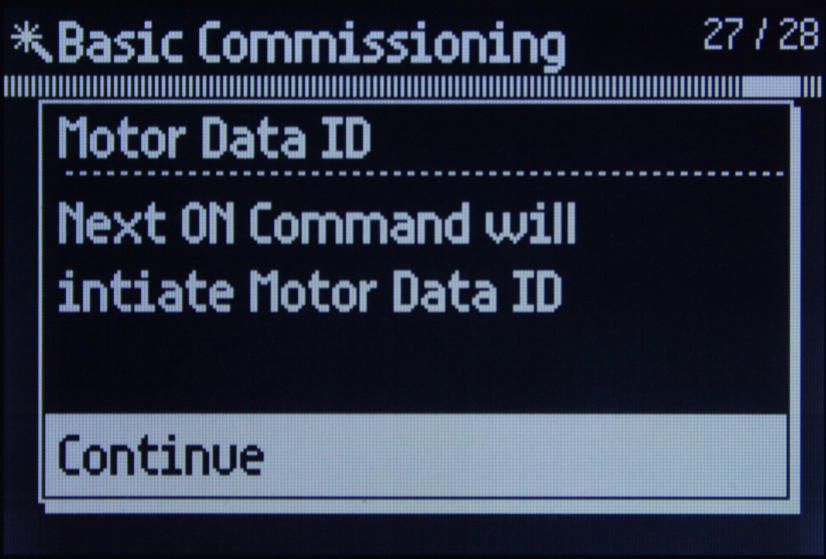 Basic Commissioning 27 / 28
Motor Data ID
Next ON Command will
intiate Motor Data ID
Continue